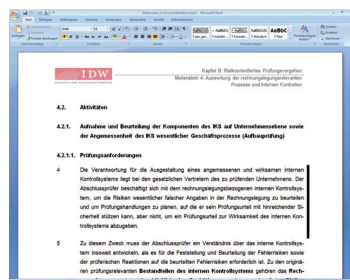 IDW
Kapitel B: Risikoorientiertes Prüfungsvorgehen
Meilenstein 4: Auswertung der rechnungslegungsrelevanten
Prozesse und internen Kontrollen
4.2. Aktivitäten
4.2.1. Aufnahme und Beurteilung der Komponenten des IKS auf Unternehmensebene sowie
der Angemessenheit des IKS wesentlicher Geschäftsprozesse (Aufbauprüfung)
4.2.1.1. Prüfungsanforderungen
4 Die Verantwortung für die Ausgestaltung eines angemessenen und wirksamen internen
Kontrollsystems liegt bei den gesetzlichen Vertretern des zu prüfenden Unternehmens. Der
Abschlussprüfer beschäftigt sich mit dem rechnungslegungsbezogenen internen Kontrollsys-
tem, um die Risiken wesentlicher falscher Angaben in der Rechnungslegung zu beurteilen
und um Prüfungshandlungen zu planen, auf die er sein Prüfungsurteil mit hinreichender Si-
cherheit stützen kann, aber nicht, um ein Prüfungsurteil zur Wirksamkeit des internen Kon-
trollsystems abzugeben.
5 Zu diesem Zweck muss der Abschlussprüfer ein Verständnis über das interne Kontrollsys-
tem insoweit entwickeln, als es für die Feststellung und Beurteilung der Fehlerrisiken sowie
der prüferischen Reaktionen auf die beurteilten Fehlerrisiken erforderlich ist. Zu den originä-
ren prüfungsrelevanten Bestandteilen des internen Kontrollsystems gehören das Rech-